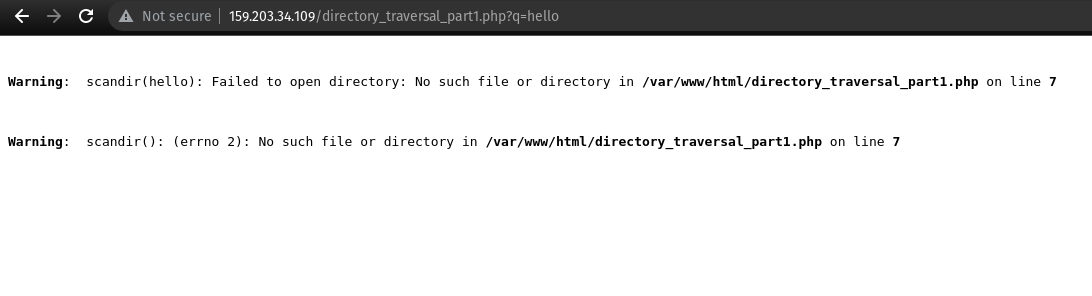 Not secure | 159.203.34.109/directory_traversal_part1.php?q=hello
Warning:  scandir(hello): Failed to open directory: No such file or directory in /var/www/html/directory_traversal_part1.php on line 7
Warning:  scandir(): (errno 2): No such file or directory in /var/www/html/directory_traversal_part1.php on line 7